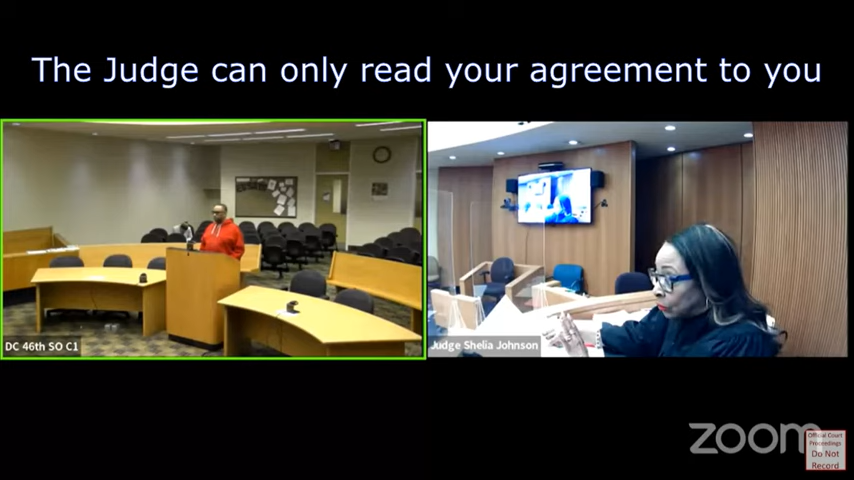 The Judge can only read your agreement to you
DC 46th SO C1
Judge Shelia Johnson
zoom
Official Court
Proceedings
Do Not
Record